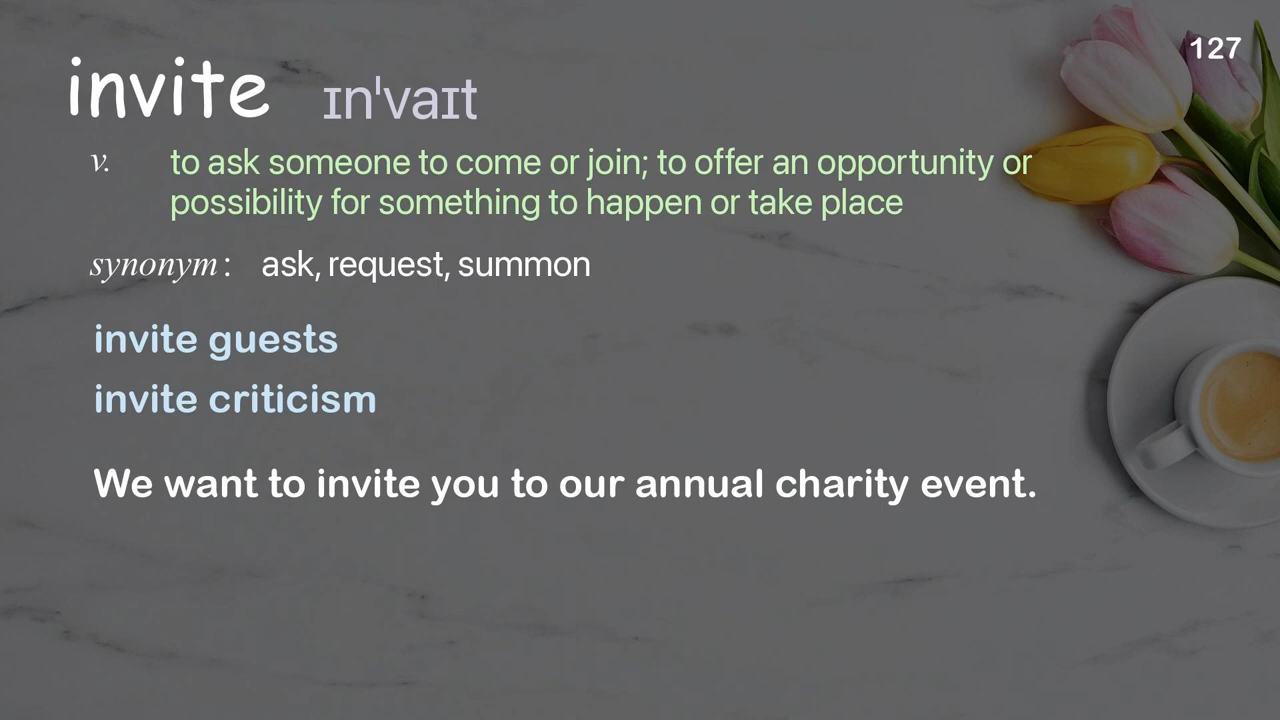 127
invite ɪnˈvaɪt
v. to ask someone to come or join; to offer an opportunity or
possibility for something to happen or take place
synonym: ask, request, summon
invite guests
invite criticism
We want to invite you to our annual charity event.